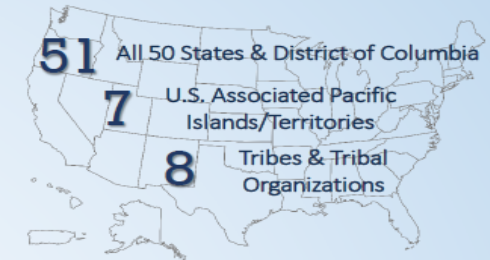 51 All 50 States & District of Columbia
7 U.S. Associated Pacific
Islands/Territories
8 Tribes & Tribal
Organizations